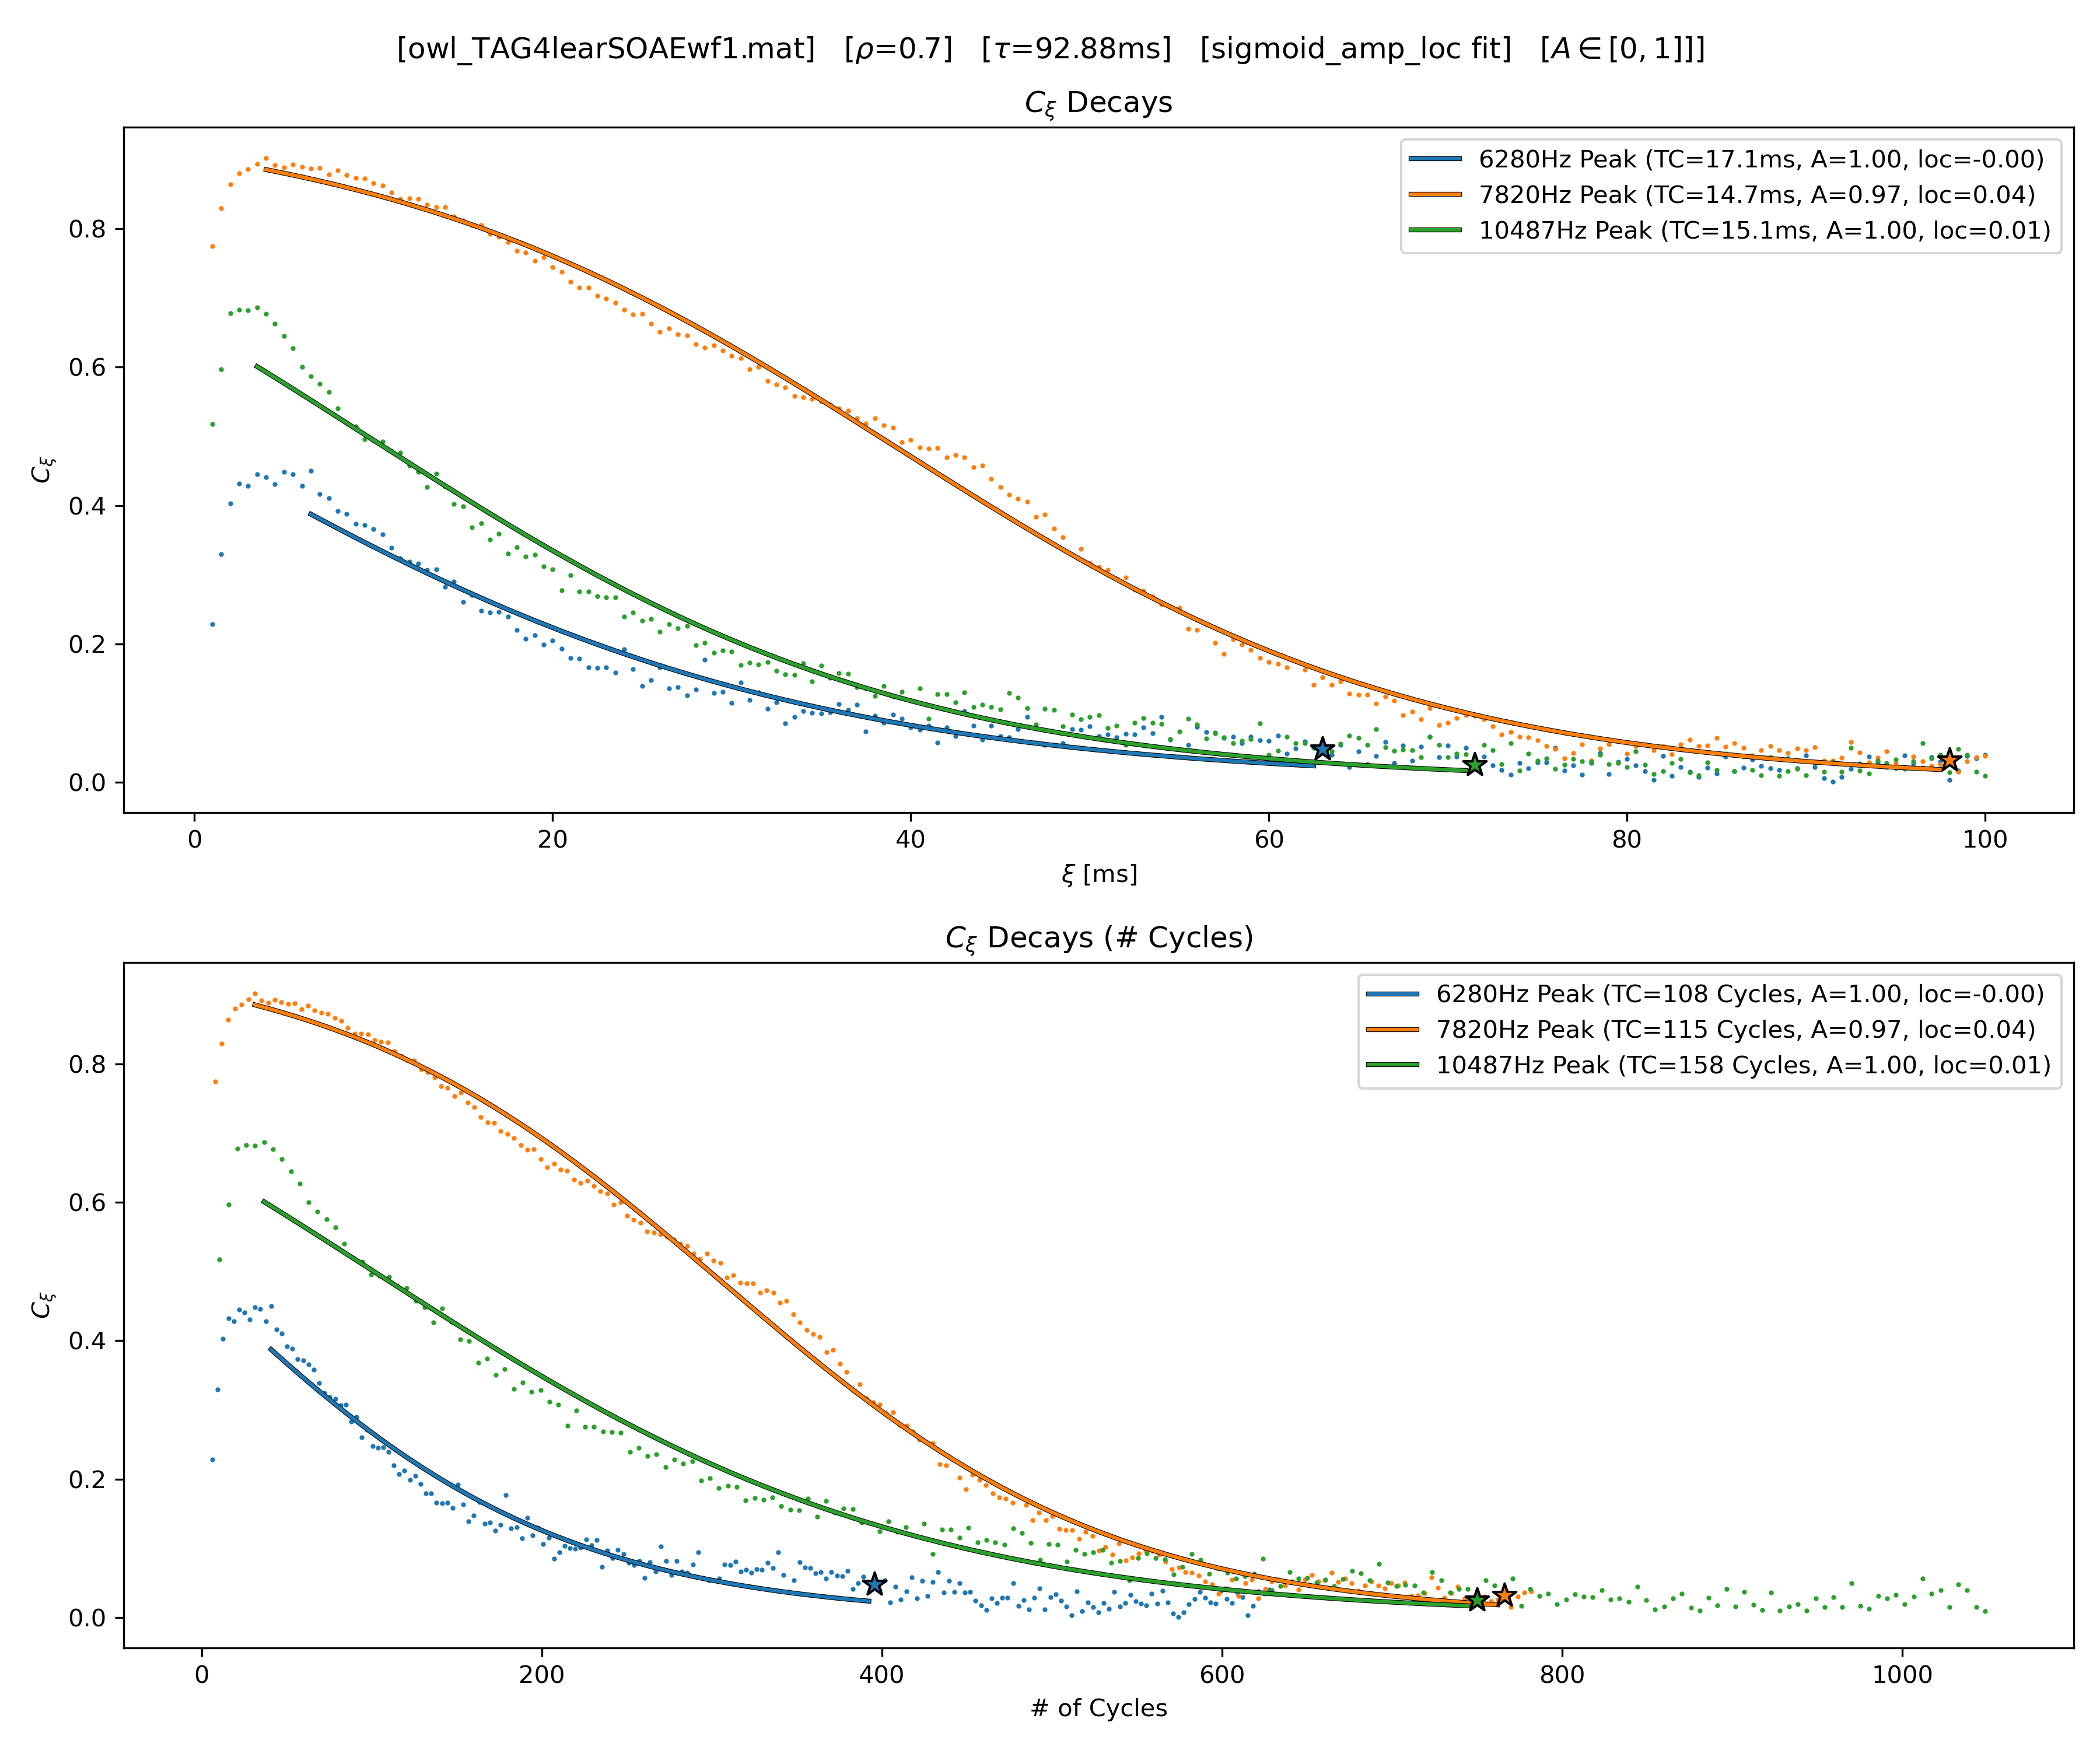 [owl_TAG4learSOAEwf1.mat] [ρ=0.7] [τ=92.88ms] [sigmoid_amp_loc fit] [A ∈ [0, 1]]]
C_ξ Decays
6280Hz Peak (TC=17.1ms, A=1.00, loc=-0.00)
7820Hz Peak (TC=14.7ms, A=0.97, loc=0.04)
10487Hz Peak (TC=15.1ms, A=1.00, loc=0.01)
0.8
0.6
0.4
0.2
0.0
C_ξ
0 20 40 60 80 100
ξ [ms]
C_ξ Decays (# Cycles)
6280Hz Peak (TC=108 Cycles, A=1.00, loc=-0.00)
7820Hz Peak (TC=115 Cycles, A=0.97, loc=0.04)
10487Hz Peak (TC=158 Cycles, A=1.00, loc=0.01)
0.8
0.6
0.4
0.2
0.0
C_ξ
0 200 400 600 800 1000
# of Cycles